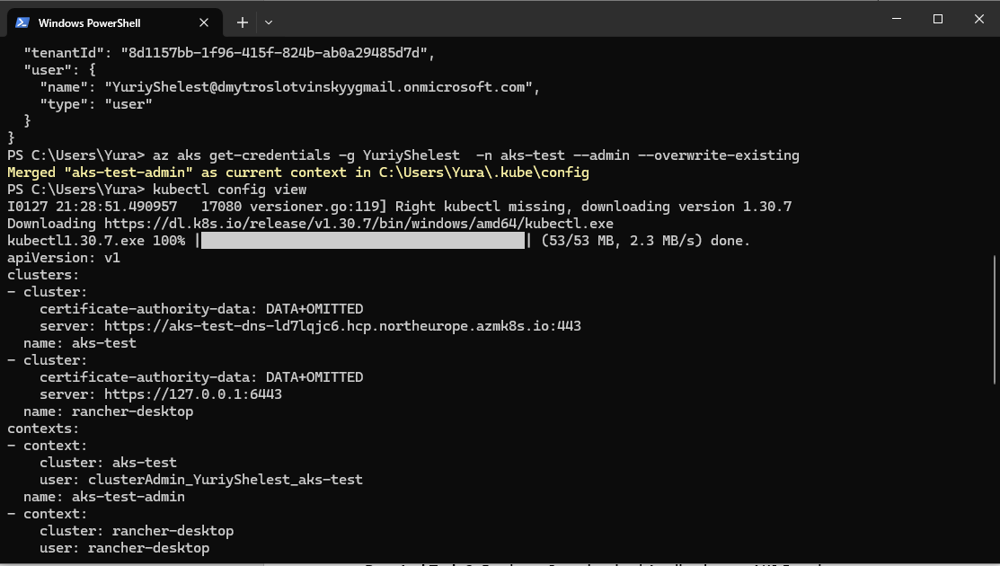 Windows PowerShell
  "tenantId": "8d1157bb-1f96-415f-824b-ab0a29485d7d",
  "user": {
    "name": "YuriyShelest@dmytroslotvinskyygmail.onmicrosoft.com",
    "type": "user"
  }
}
PS C:\Users\Yura> az aks get-credentials -g YuriyShelest  -n aks-test --admin --overwrite-existing
Merged "aks-test-admin" as current context in C:\Users\Yura\.kube\config
PS C:\Users\Yura> kubectl config view
I0127 21:28:51.490957   17080 versioner.go:119] Right kubectl missing, downloading version 1.30.7
Downloading https://dl.k8s.io/release/v1.30.7/bin/windows/amd64/kubectl.exe
kubectl1.30.7.exe 100% |                                        | (53/53 MB, 2.3 MB/s) done.
apiVersion: v1
clusters:
- cluster:
    certificate-authority-data: DATA+OMITTED
    server: https://aks-test-dns-ld7lqjc6.hcp.northeurope.azmk8s.io:443
  name: aks-test
- cluster:
    certificate-authority-data: DATA+OMITTED
    server: https://127.0.0.1:6443
  name: rancher-desktop
contexts:
- context:
    cluster: aks-test
    user: clusterAdmin_YuriyShelest_aks-test
  name: aks-test-admin
- context:
    cluster: rancher-desktop
    user: rancher-desktop